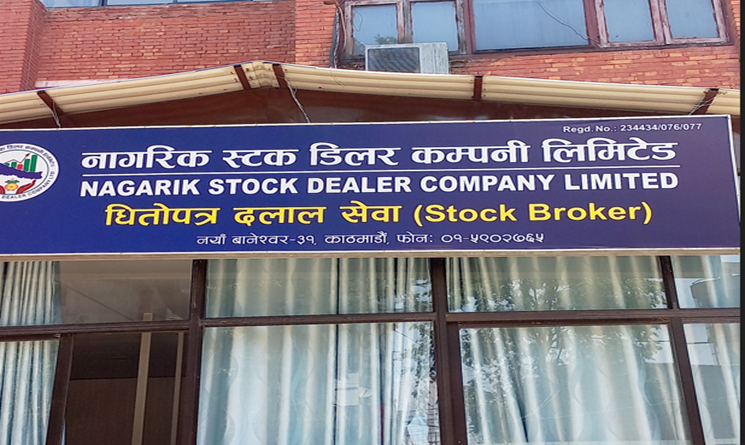 Regd. No.: 234434/076/077
नागरिक स्टक डिलर कम्पनी लिमिटेड
NAGARIK STOCK DEALER COMPANY LIMITED
धितोपत्र दलाल सेवा (Stock Broker)
नयाँ बानेश्वर-३१, काठमाडौं, फोन: ०१-५९०२७६५